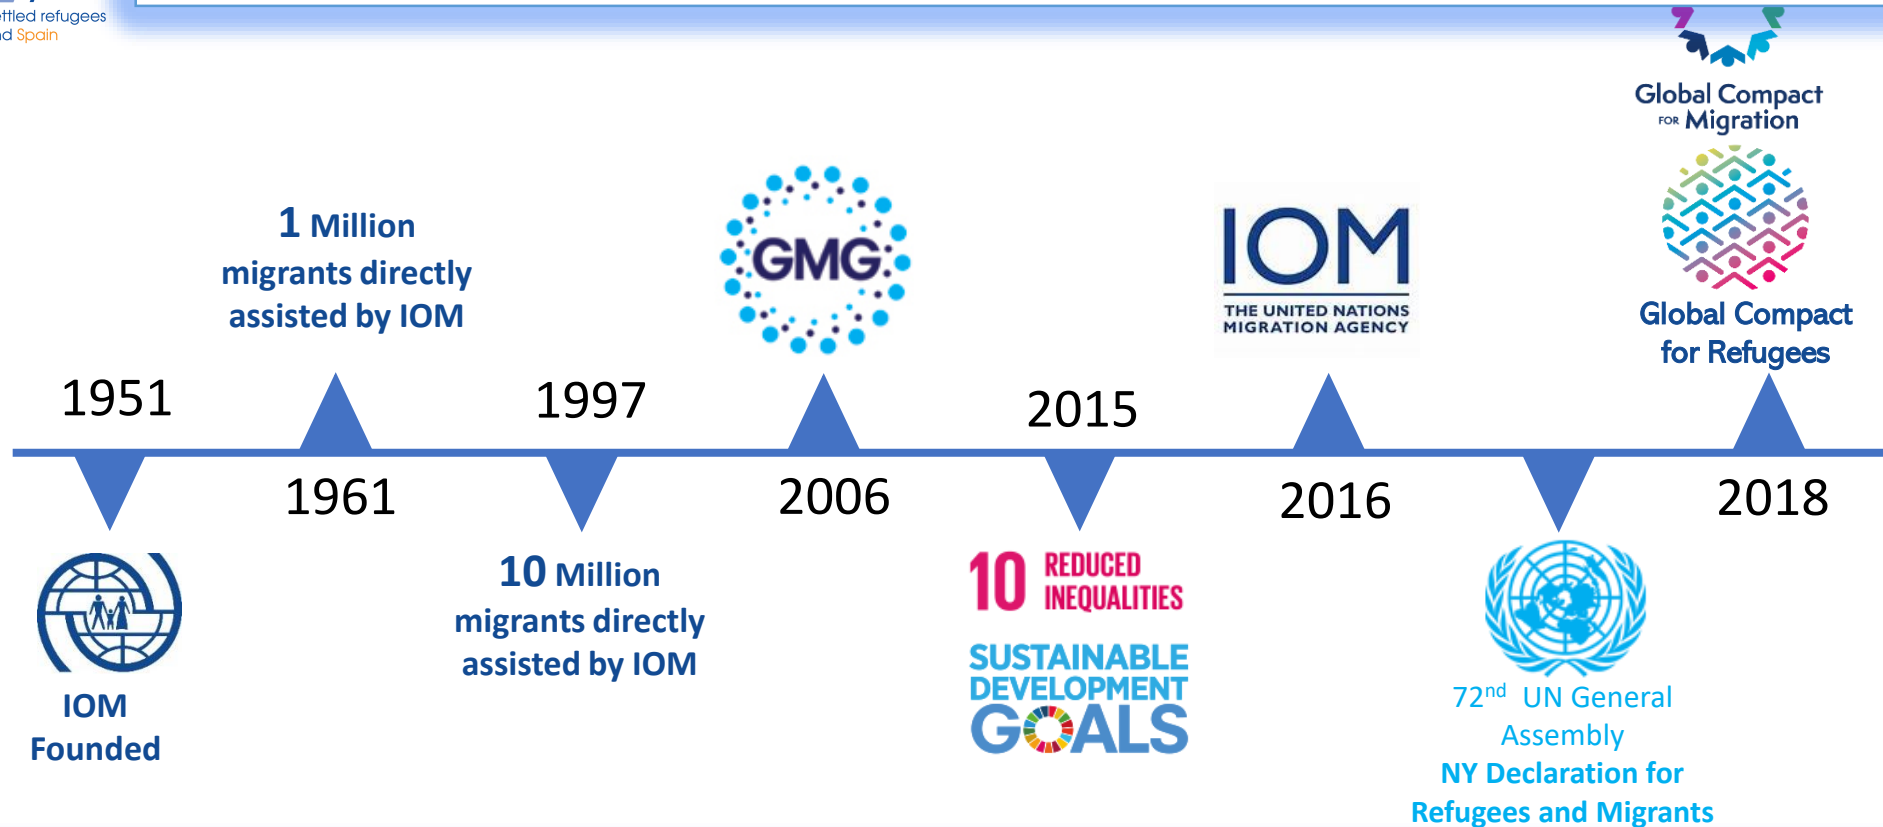 nd Spain
Global Compact
FOR Migration
1 Million
migrants directly
assisted by IOM
GMG
IOM
THE UNITED NATIONS
MIGRATION AGENCY
Global Compact
for Refugees
1951
1997
2015
1961
2006
2016
2018
IOM
Founded
10 Million
migrants directly
assisted by IOM
10 REDUCED
INEQUALITIES
SUSTAINABLE
DEVELOPMENT
GOALS
72nd UN General
Assembly
NY Declaration for
Refugees and Migrants